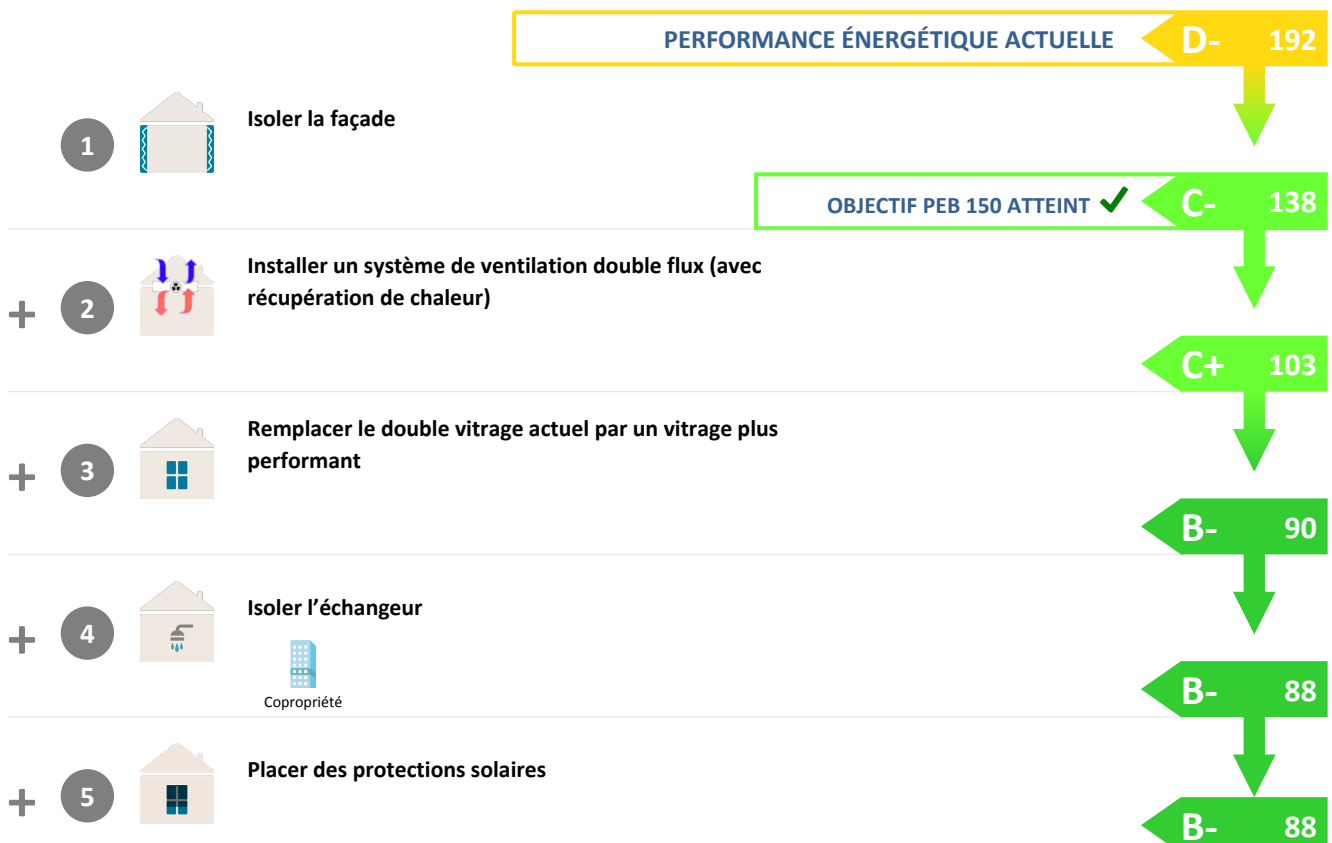 PERFORMANCE ÉNERGÉTIQUE ACTUELLE D- 192
1 Isoler la façade
OBJECTIF PEB 150 ATTEINT ✓ C- 138
+ 2 Installer un système de ventilation double flux (avec
récupération de chaleur)
C+ 103
+ 3 Remplacer le double vitrage actuel par un vitrage plus
performant
B- 90
+ 4 Isoler l’échangeur
Copropriété
B- 88
+ 5 Placer des protections solaires
B- 88